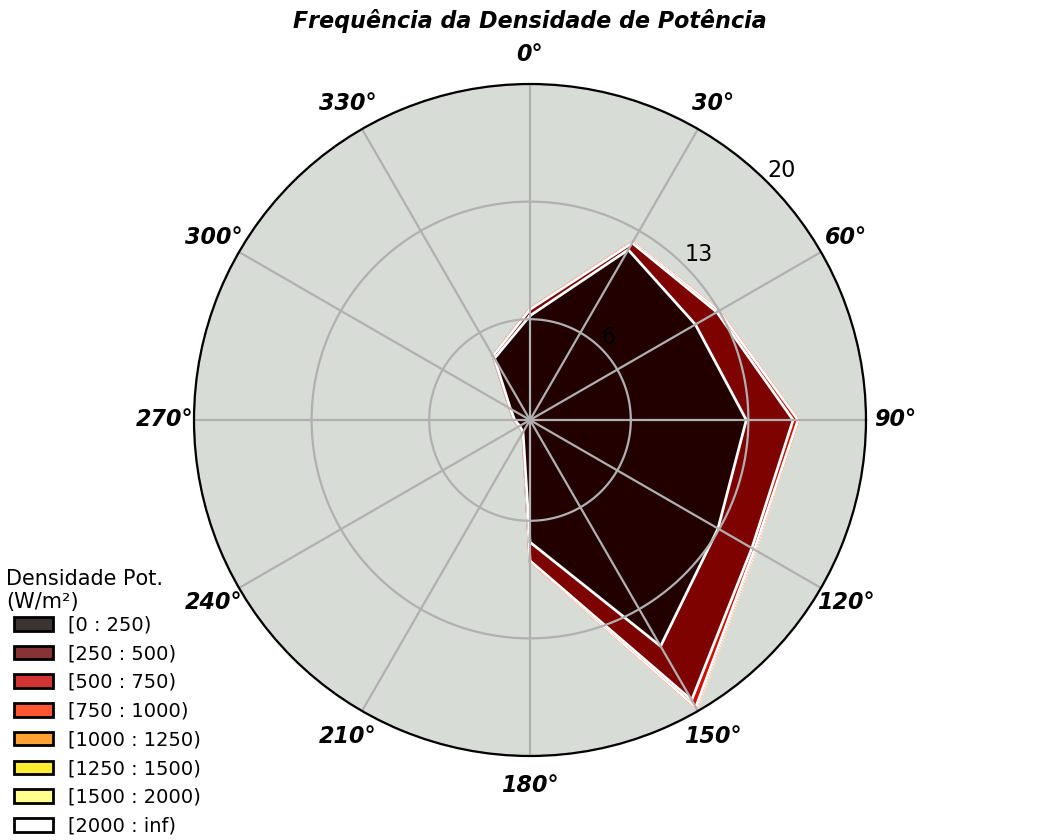 Frequência da Densidade de Potência
0°
330°
30°
20
300°
60°
13
6
270°
90°
240°
120°
210°
150°
180°
Densidade Pot.
(W/m²)
[0 : 250)
[250 : 500)
[500 : 750)
[750 : 1000)
[1000 : 1250)
[1250 : 1500)
[1500 : 2000)
[2000 : inf)